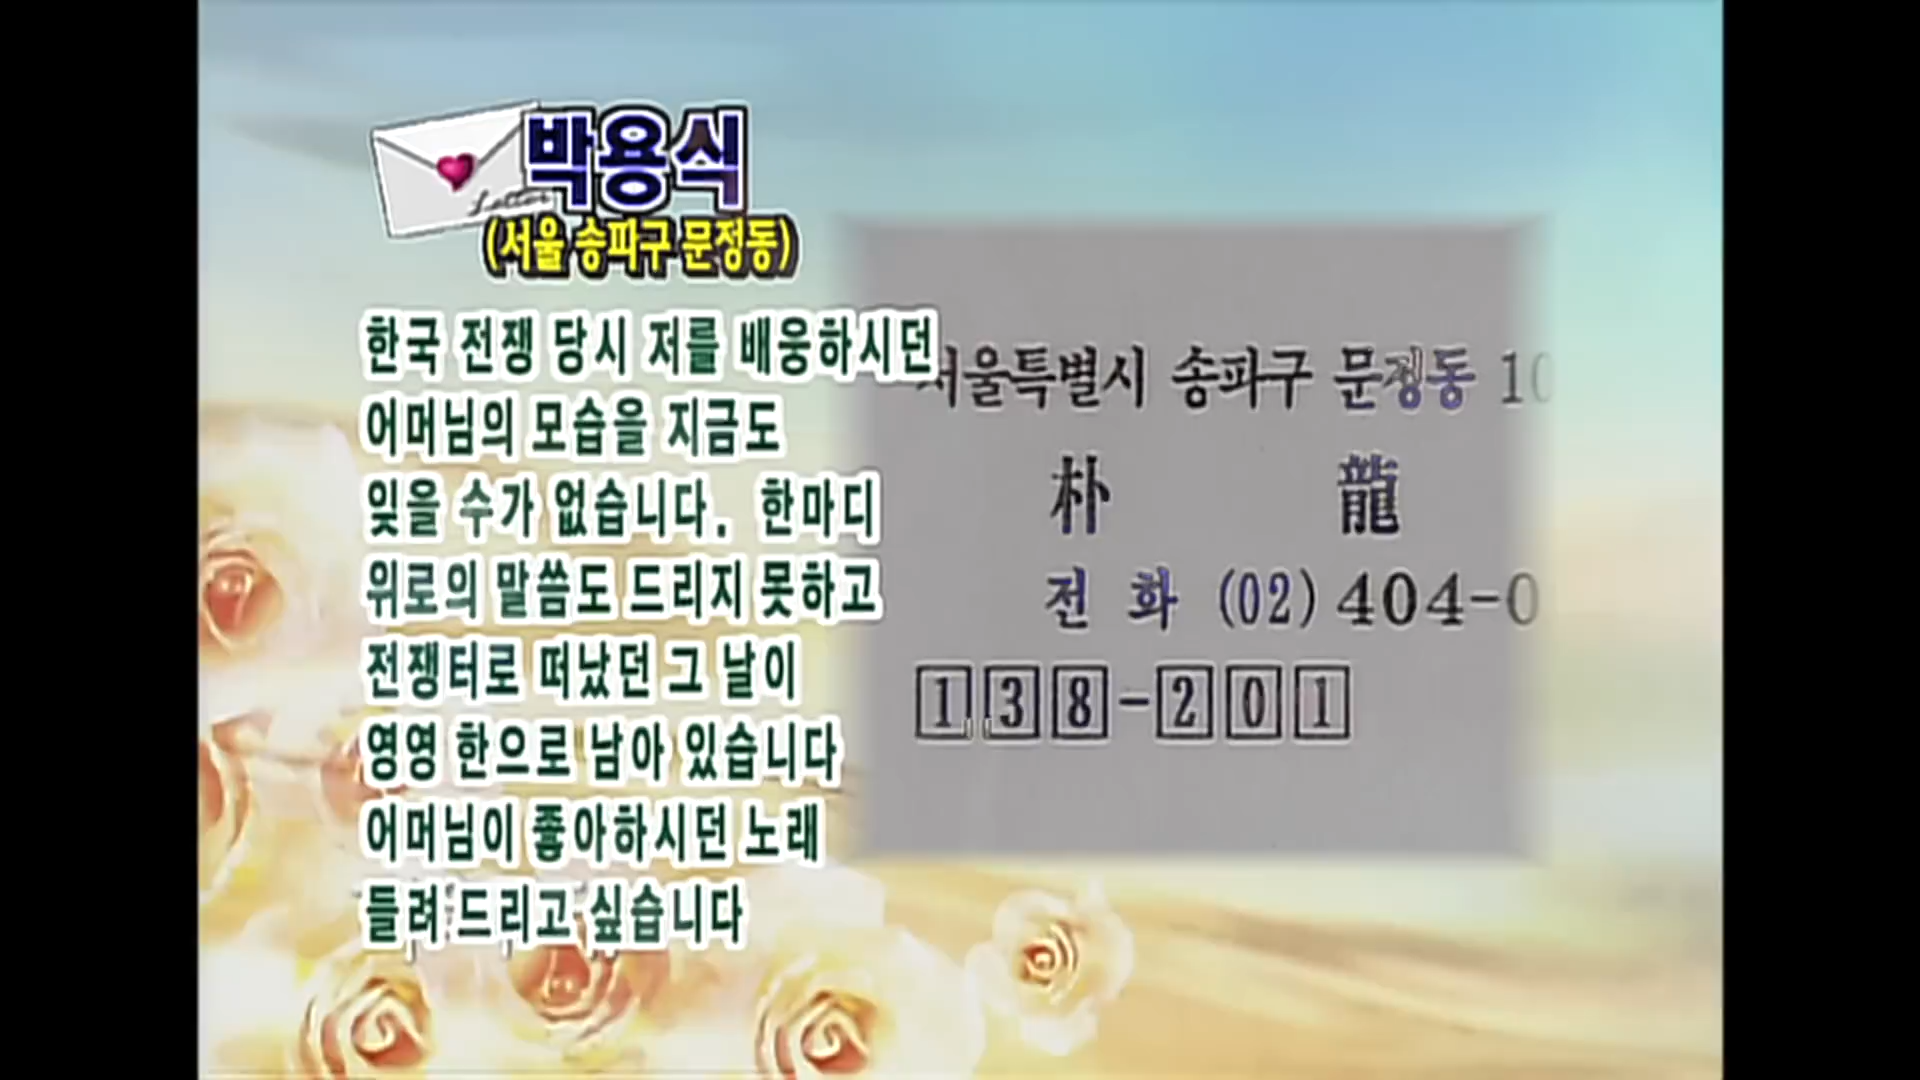 Letter
박용식
(서울 송파구 문정동)
한국 전쟁 당시 저를 배웅하시던
어머님의 모습을 지금도
잊을 수가 없습니다. 한마디
위로의 말씀도 드리지 못하고
전쟁터로 떠났던 그 날이
영영 한으로 남아 있습니다
어머님이 좋아하시던 노래
들려 드리고 싶습니다
서울특별시 송파구 문정동 10
朴 龍
전 화 (02) 404-0
138-201